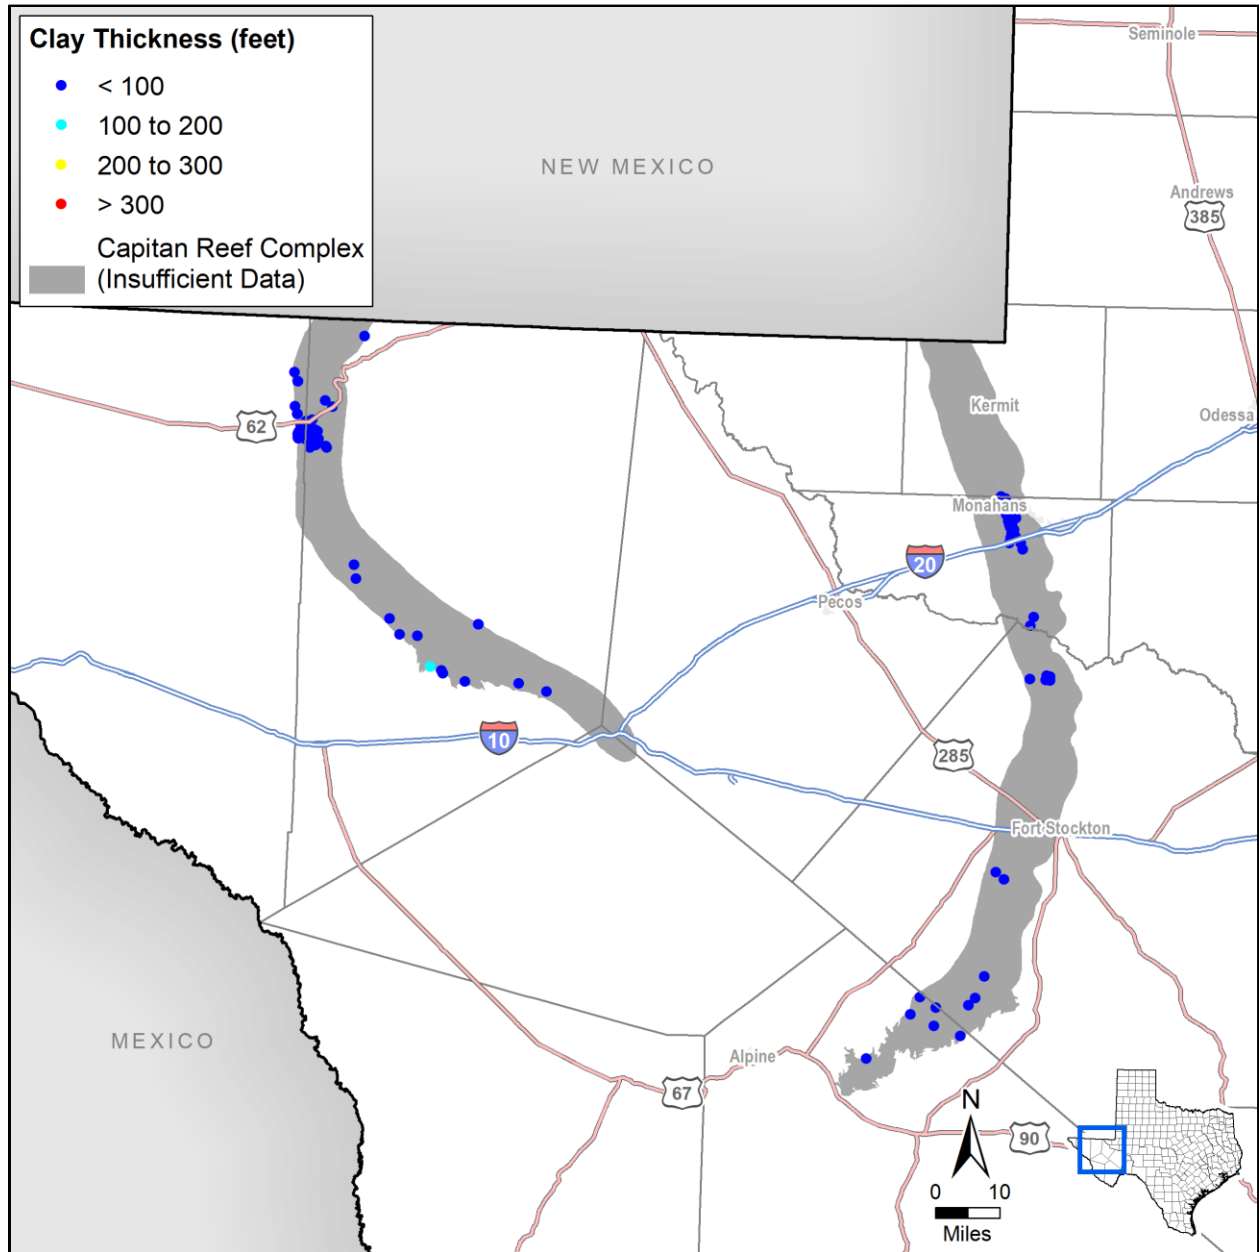 Clay Thickness (feet)
< 100
100 to 200
200 to 300
> 300
Capitan Reef Complex
(Insufficient Data)
NEW MEXICO
Seminole
Andrews
385
Kermit
Odessa
62
Monahans
20
Pecos
10
285
Fort Stockton
MEXICO
Alpine
67
N
90
0 10
Miles